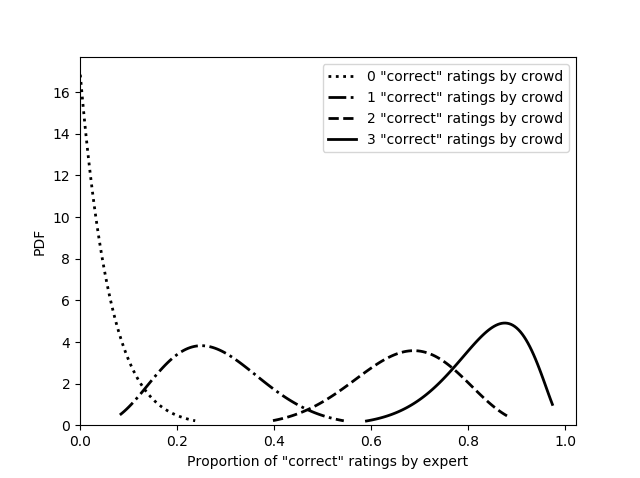 0 "correct" ratings by crowd
1 "correct" ratings by crowd
2 "correct" ratings by crowd
3 "correct" ratings by crowd
PDF
16
14
12
10
8
6
4
2
0
0.0 0.2 0.4 0.6 0.8 1.0
Proportion of "correct" ratings by expert